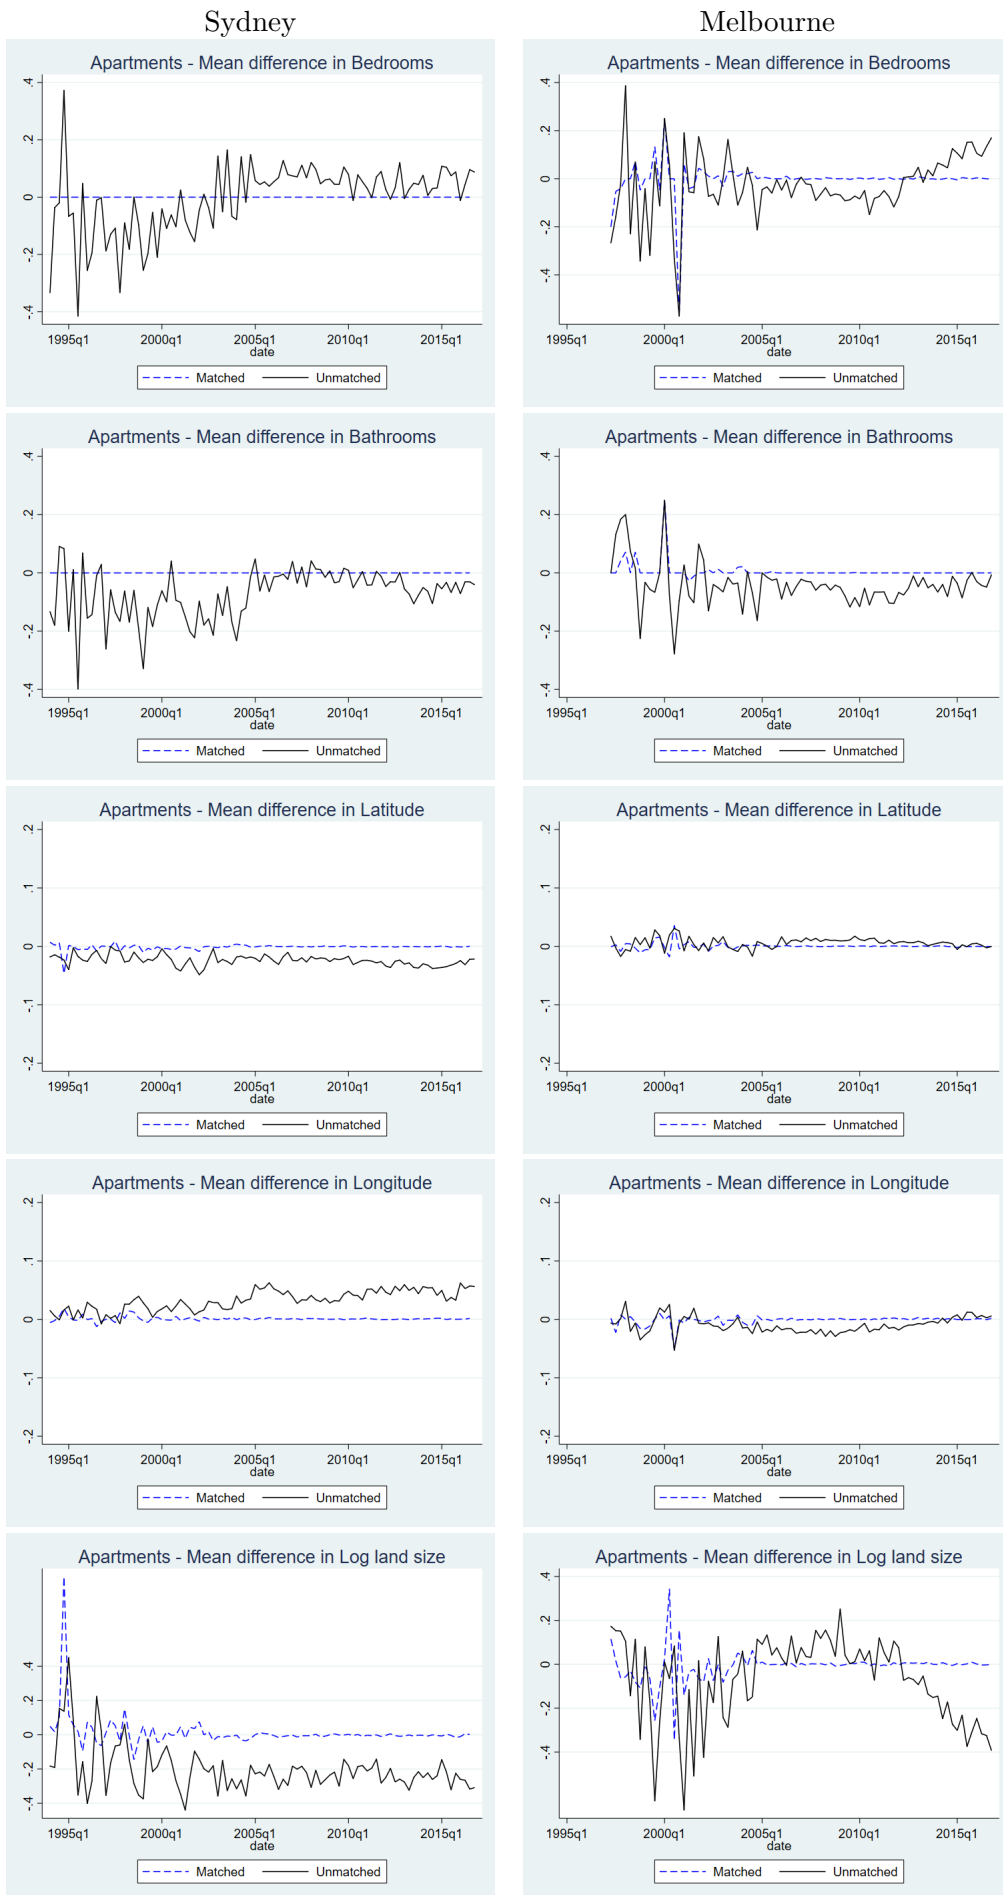 Sydney Melbourne
Apartments - Mean difference in Bedrooms
.4
.2
0
-.2
-.4
1995q1 2000q1 2005q1 2010q1 2015q1
date
Matched Unmatched
Apartments - Mean difference in Bedrooms
.4
.2
0
-.2
-.4
1995q1 2000q1 2005q1 2010q1 2015q1
date
Matched Unmatched
Apartments - Mean difference in Bathrooms
.4
.2
0
-.2
-.4
1995q1 2000q1 2005q1 2010q1 2015q1
date
Matched Unmatched
Apartments - Mean difference in Bathrooms
.4
.2
0
-.2
-.4
1995q1 2000q1 2005q1 2010q1 2015q1
date
Matched Unmatched
Apartments - Mean difference in Latitude
.2
.1
0
-.1
-.2
1995q1 2000q1 2005q1 2010q1 2015q1
date
Matched Unmatched
Apartments - Mean difference in Latitude
.2
.1
0
-.1
-.2
1995q1 2000q1 2005q1 2010q1 2015q1
date
Matched Unmatched
Apartments - Mean difference in Longitude
.2
.1
0
-.1
-.2
1995q1 2000q1 2005q1 2010q1 2015q1
date
Matched Unmatched
Apartments - Mean difference in Longitude
.2
.1
0
-.1
-.2
1995q1 2000q1 2005q1 2010q1 2015q1
date
Matched Unmatched
Apartments - Mean difference in Log land size
.4
.2
0
-.2
-.4
1995q1 2000q1 2005q1 2010q1 2015q1
date
Matched Unmatched
Apartments - Mean difference in Log land size
.4
.2
0
-.2
-.4
1995q1 2000q1 2005q1 2010q1 2015q1
date
Matched Unmatched